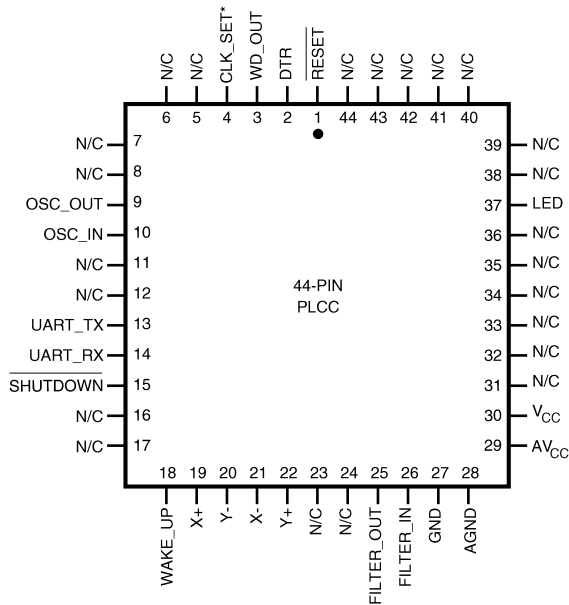 N/C
N/C
CLK_SET*
WD_OUT
DTR
RESET
N/C
N/C
N/C
N/C
N/C
6 5 4 3 2 1 44 43 42 41 40
N/C 7
N/C 8
OSC_OUT 9
OSC_IN 10
N/C 11
N/C 12
UART_TX 13
UART_RX 14
SHUTDOWN 15
N/C 16
N/C 17
44-PIN
PLCC
39 N/C
38 N/C
37 LED
36 N/C
35 N/C
34 N/C
33 N/C
32 N/C
31 N/C
30 VCC
29 AVCC
18 19 20 21 22 23 24 25 26 27 28
WAKE_UP
X+
Y-
X-
Y+
N/C
N/C
FILTER_OUT
FILTER_IN
GND
AGND